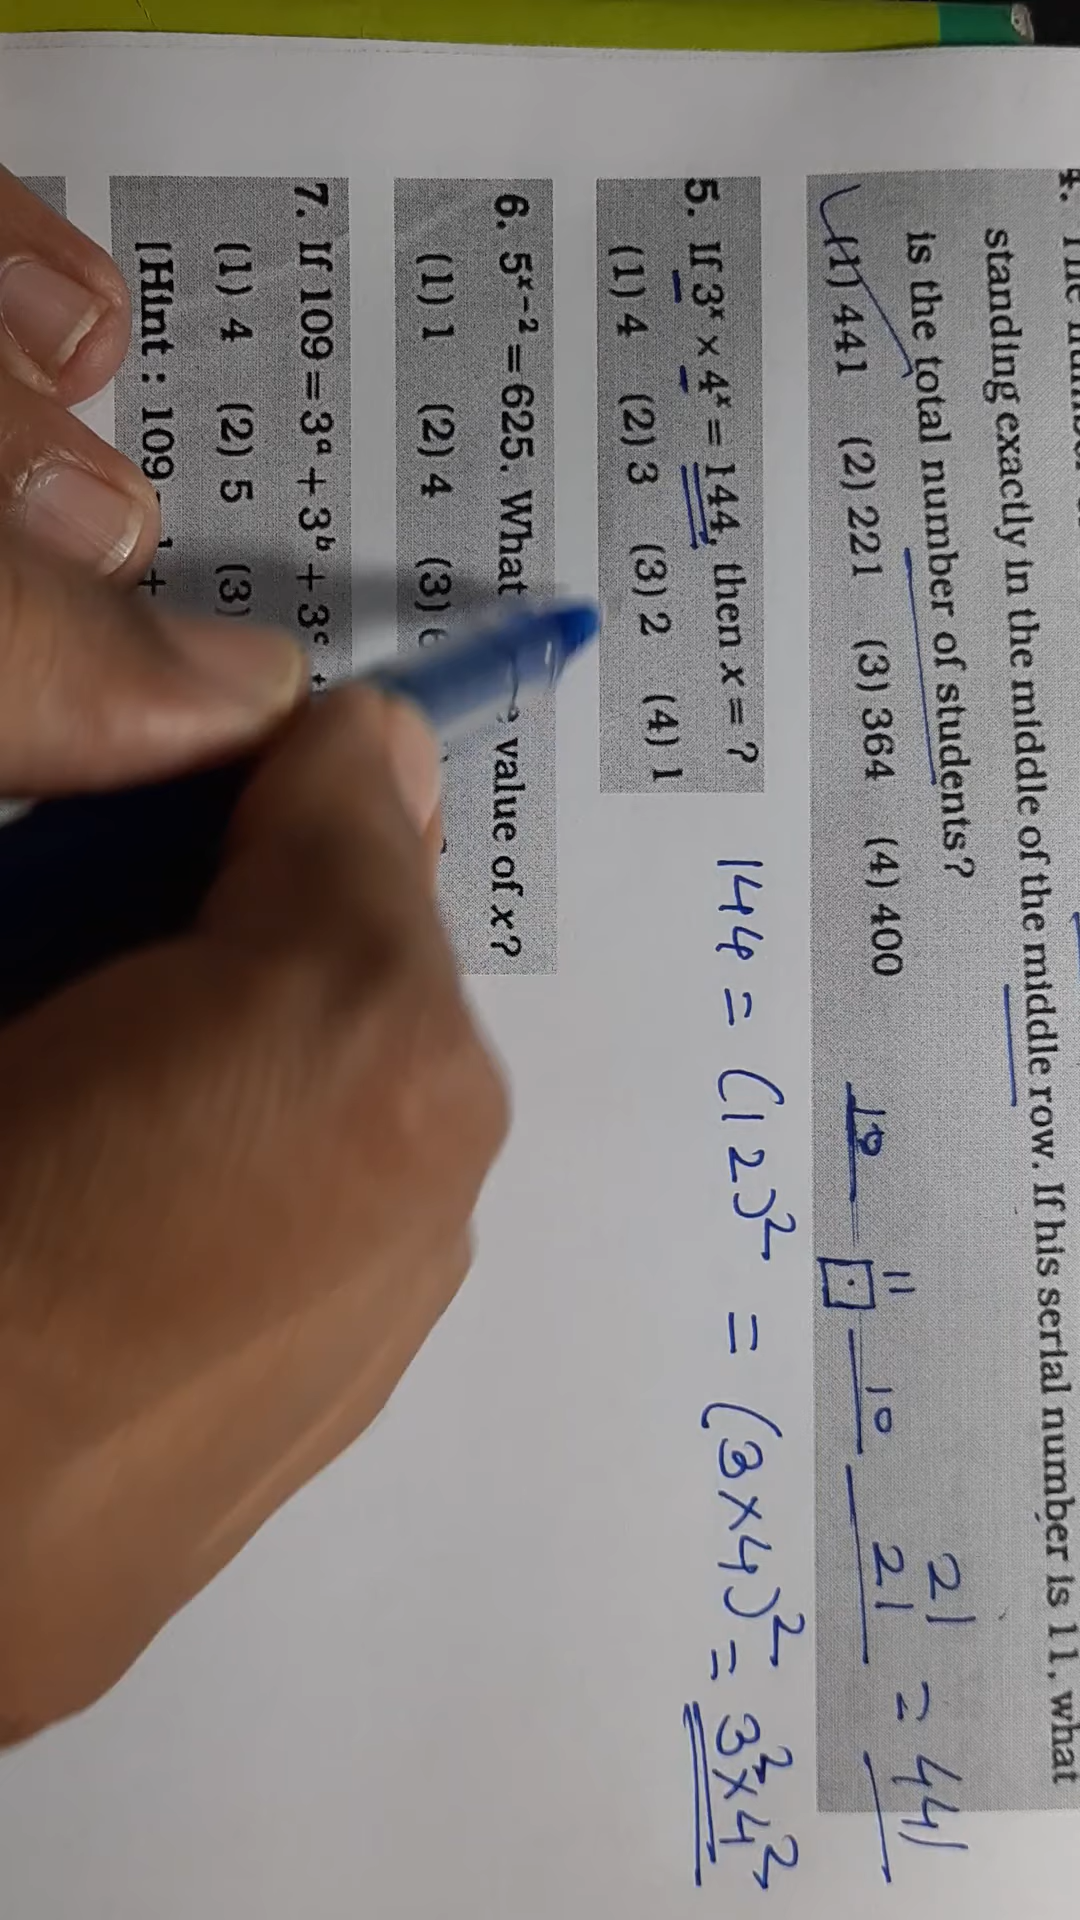 standing exactly in the middle of the middle row. If his serial number is 11, what
is the total number of students?
(1) 441 (2) 221 (3) 364 (4) 400
10 11 10 21
21 = 441
5. If 3ˣ × 4ˣ = 144, then x = ?
(1) 4 (2) 3 (3) 2 (4) 1
144 = (12)² = (3×4)² = 3²×4²
6. 5ˣ⁻² = 625. What value of x?
(1) 1 (2) 4 (3)
7. If 109 = 3ᵃ + 3ᵇ + 3ᶜ
(1) 4 (2) 5 (3)
[Hint : 109